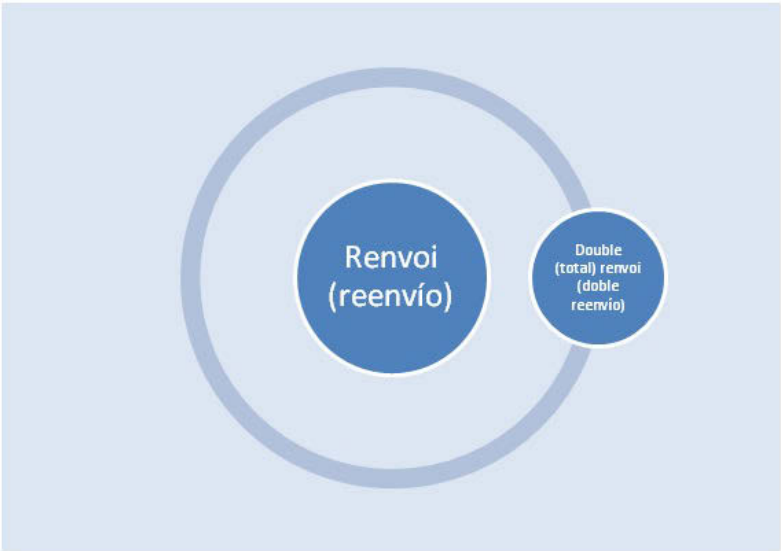 Renvoi
(reenvío)
Double
(total) renvoi
(doble
reenvío)